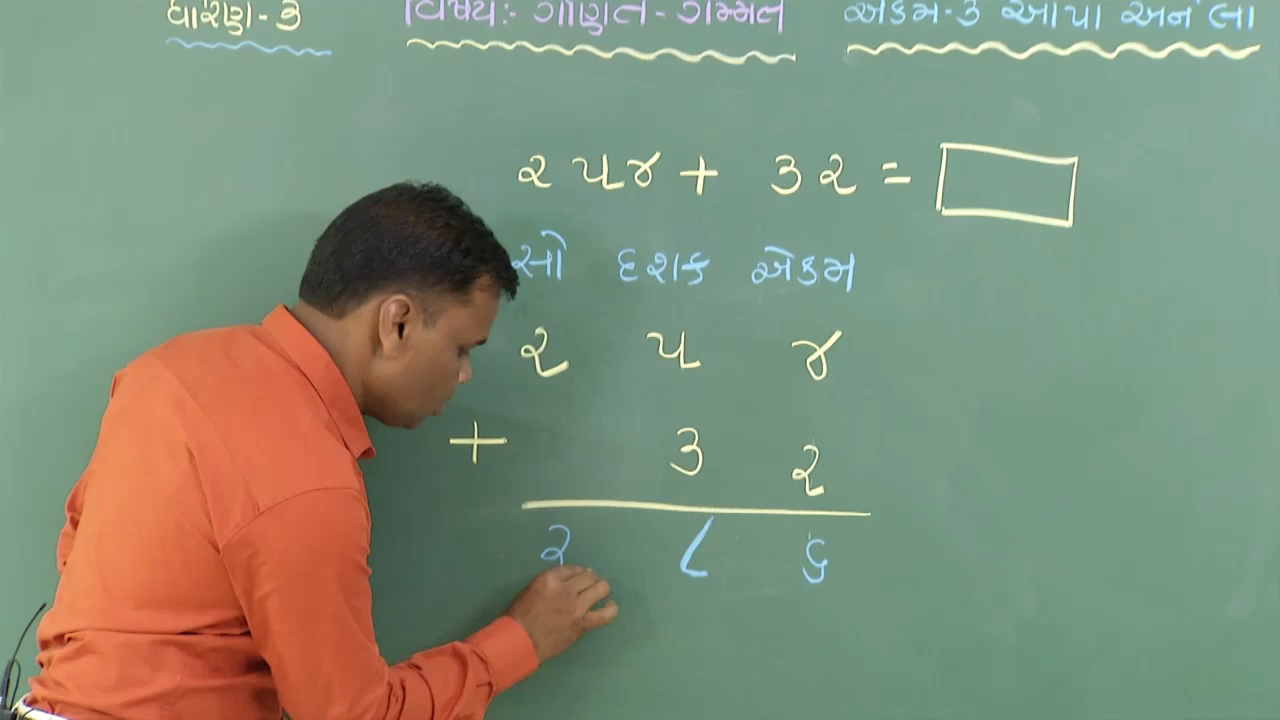 ધોરણ-૩ વિષય:- ગણિત-ગમ્મત એકમ-૩ આપો અને લો
૨૫૪ + ૩૨ =
સો દશક એકમ
૨ ૫ ૪
+ ૩ ૨
૨ ૮ ૬